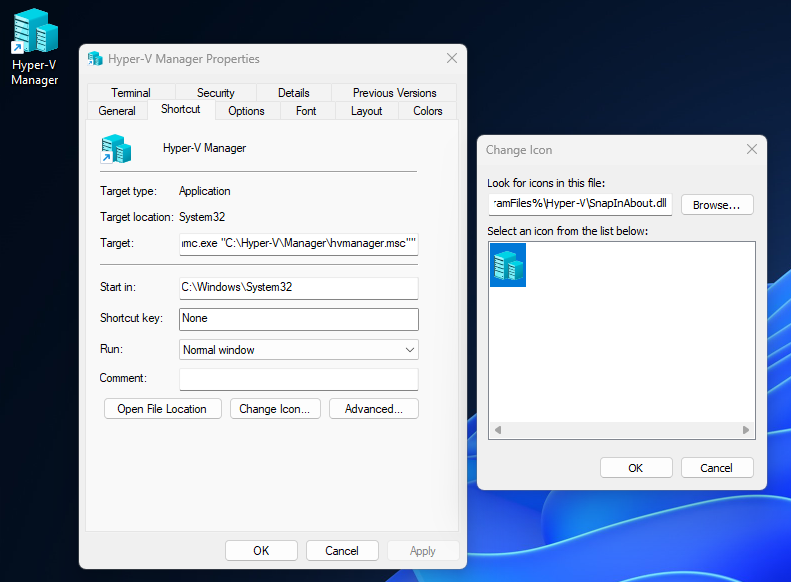 Hyper-V
Manager
Hyper-V Manager Properties
Terminal Security Details Previous Versions
General Shortcut Options Font Layout Colors
Hyper-V Manager
Target type: Application
Target location: System32
Target: mc.exe "C:\Hyper-V\Manager\hvmanager.msc""
Start in: C:\Windows\System32
Shortcut key: None
Run: Normal window
Comment:
Open File Location Change Icon... Advanced...
OK Cancel Apply
Change Icon
Look for icons in this file:
ramFiles%\Hyper-V\SnapInAbout.dll Browse...
Select an icon from the list below:
OK Cancel